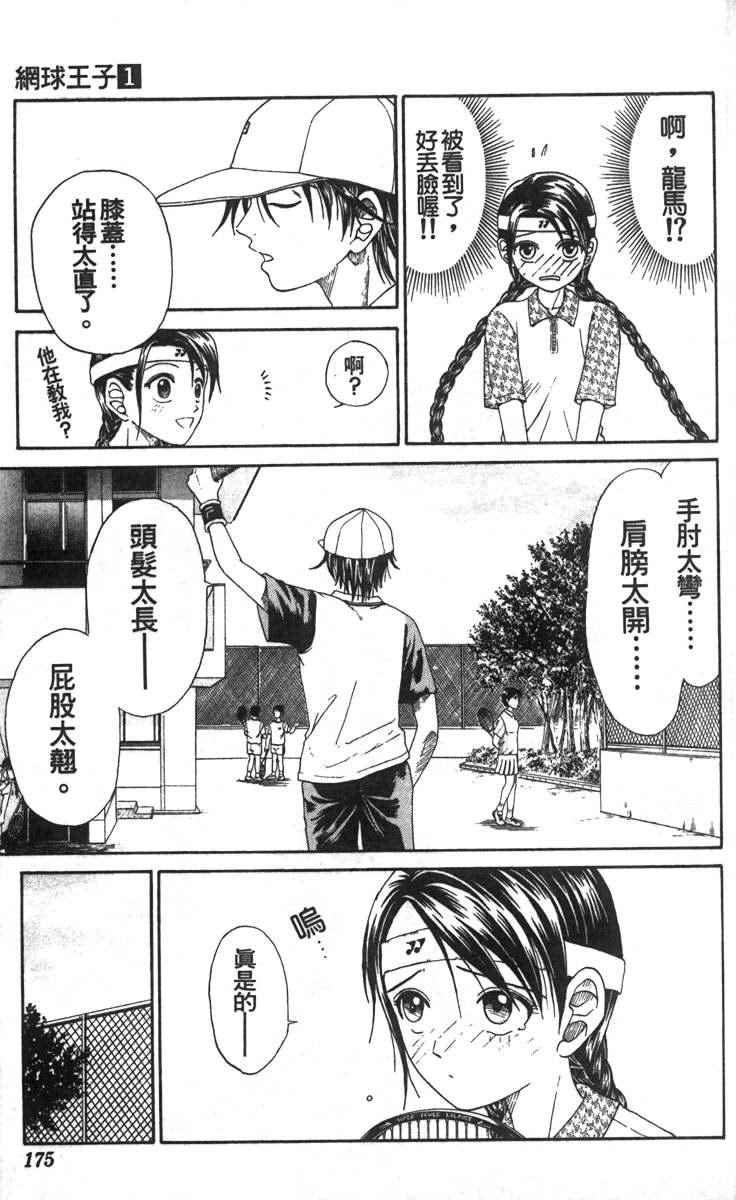 網球王子1
啊，龍馬!?
被看到了，
好丟臉喔!!
膝蓋……
站得太直了。
啊?
他在教我?
手肘太彎……
肩膀太開……
頭髮太長——
屁股太翹。
嗚…
真是的——
175